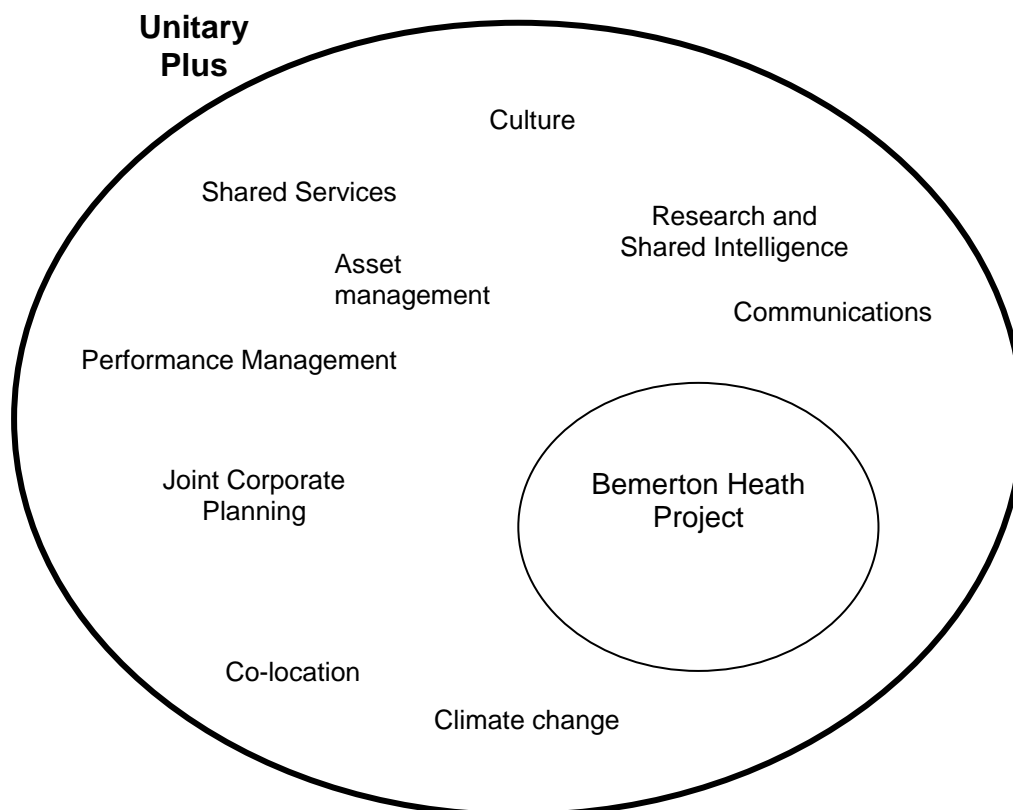 Unitary
Plus
Culture
Shared Services
Research and
Shared Intelligence
Asset
management
Communications
Performance Management
Joint Corporate
Planning
Bemerton Heath
Project
Co-location
Climate change